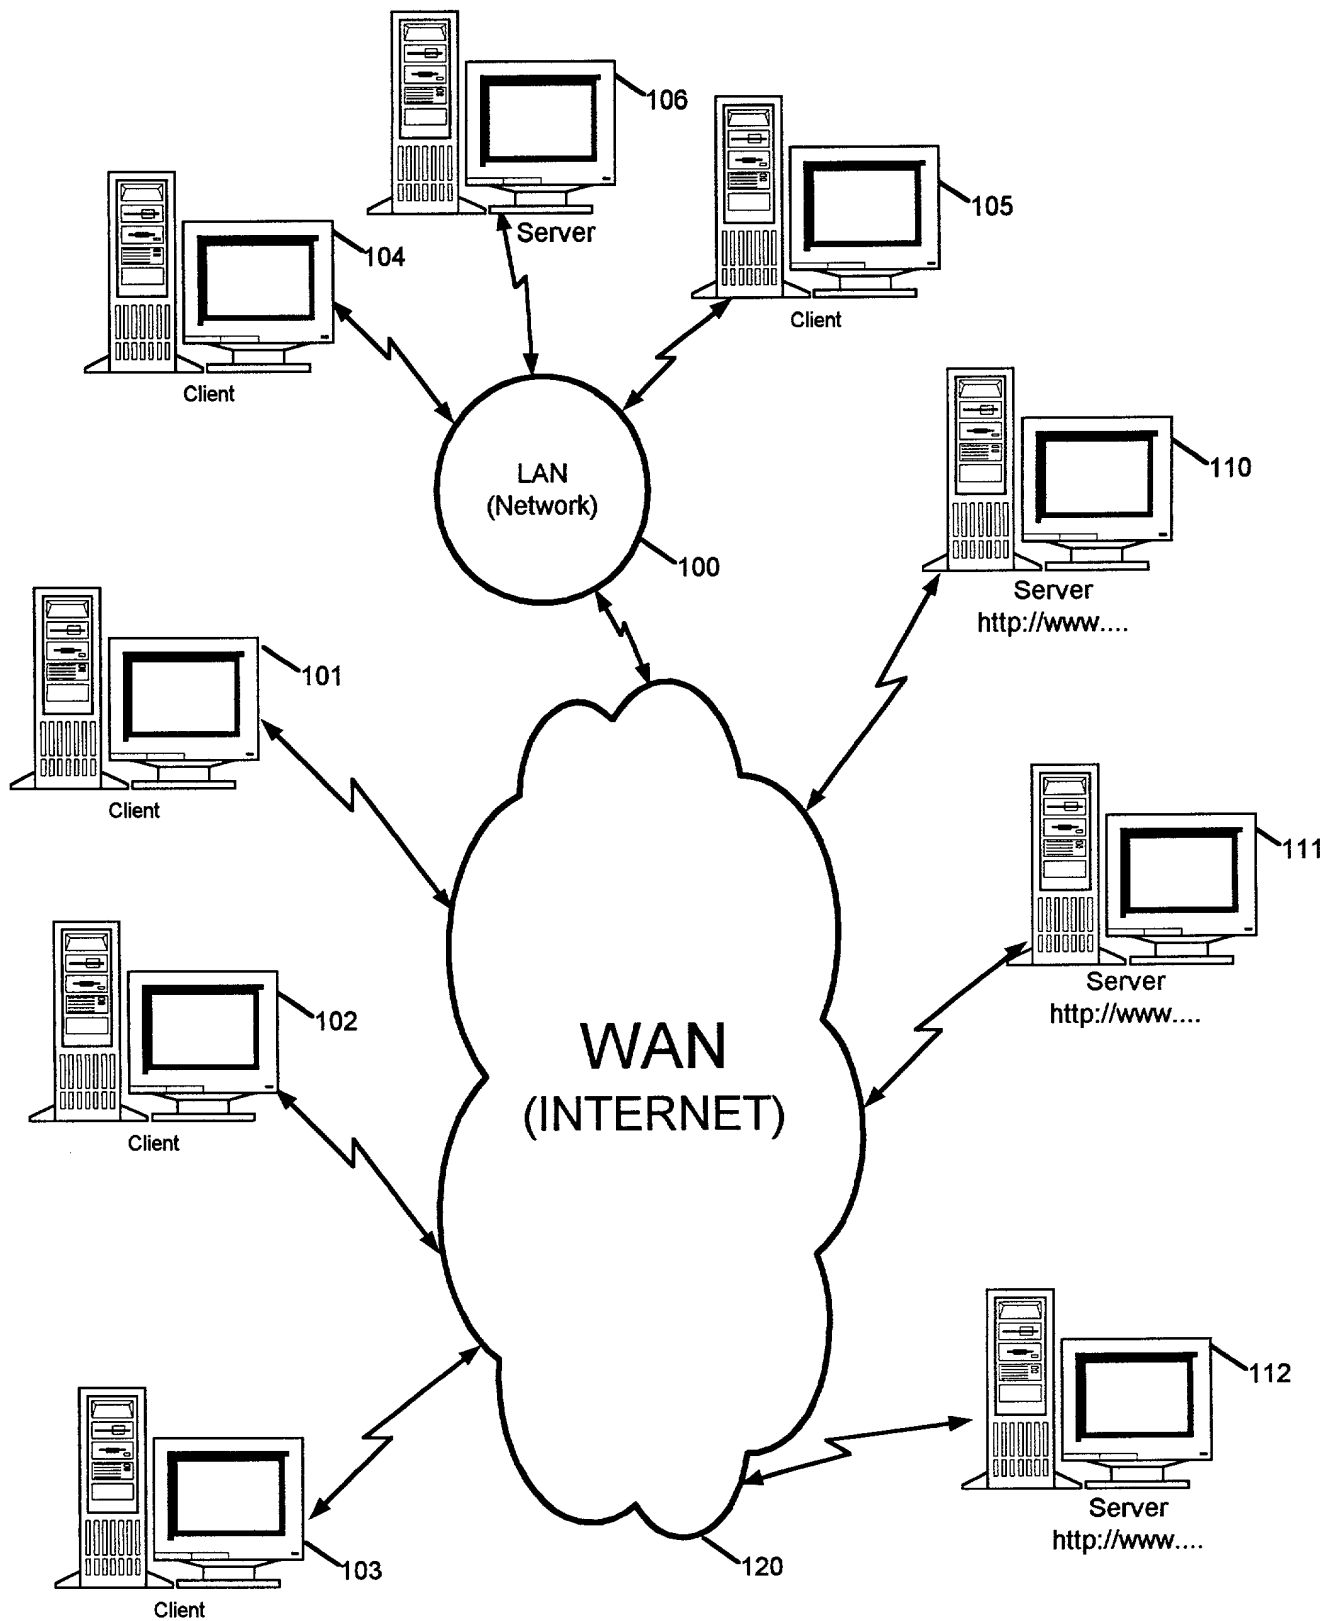 106
Server
105
Client
104
Client
LAN
(Network)
100
110
Server
http://www....
101
Client
111
Server
http://www....
102
Client
WAN
(INTERNET)
112
Server
http://www....
103
Client
120